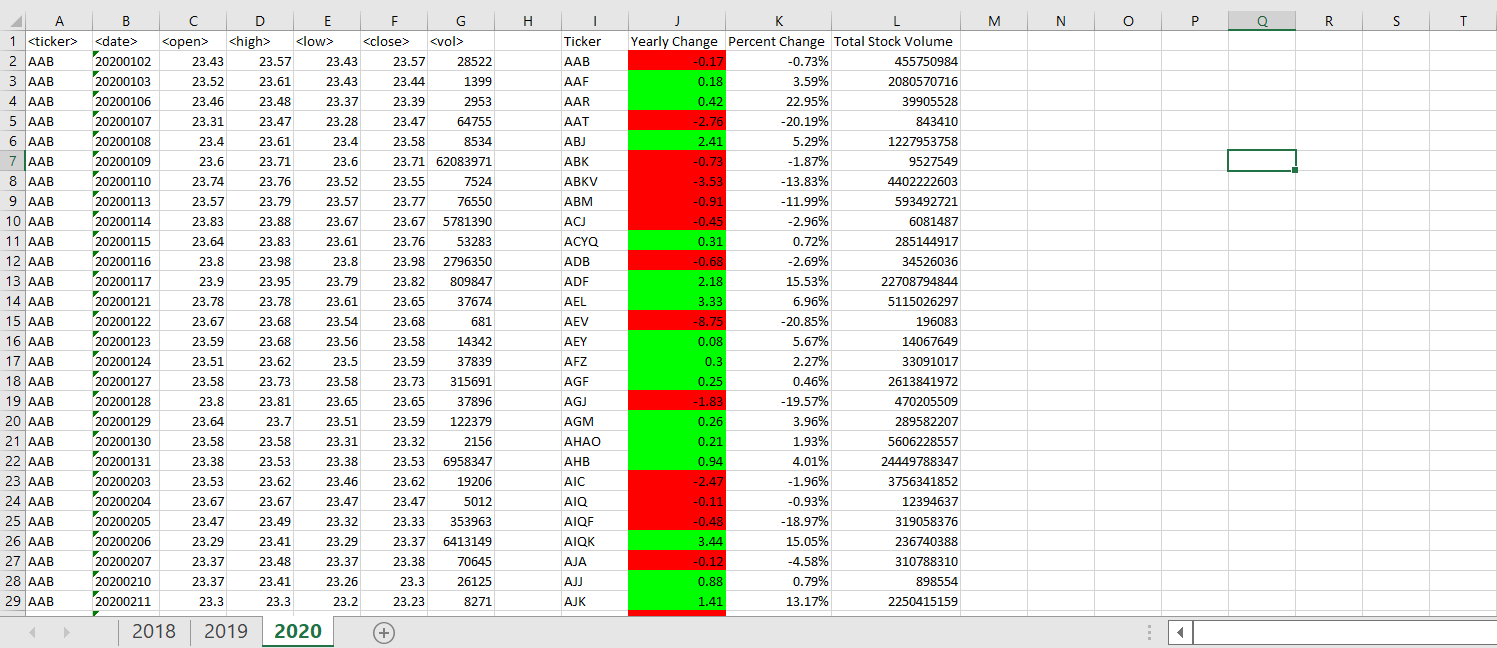 A B C D E F G H I J K L M N O P Q R S T
1 <ticker> <date> <open> <high> <low> <close> <vol> Ticker Yearly Change Percent Change Total Stock Volume
2 AAB 20200102 23.43 23.57 23.43 23.57 28522 AAB -0.17 -0.73% 455750984
3 AAB 20200103 23.52 23.61 23.43 23.44 1399 AAF 0.18 3.59% 2080570716
4 AAB 20200106 23.46 23.48 23.37 23.39 2953 AAR 0.42 22.95% 39905528
5 AAB 20200107 23.31 23.47 23.28 23.47 64755 AAT -2.76 -20.19% 843410
6 AAB 20200108 23.4 23.61 23.4 23.58 8534 ABJ 2.41 5.29% 1227953758
7 AAB 20200109 23.6 23.71 23.6 23.71 62083971 ABK -0.73 -1.87% 9527549
8 AAB 20200110 23.74 23.76 23.52 23.55 7524 ABKV -3.53 -13.83% 4402222603
9 AAB 20200113 23.57 23.79 23.57 23.77 76550 ABM -0.91 -11.99% 593492721
10 AAB 20200114 23.83 23.88 23.67 23.67 5781390 ACJ -0.45 -2.96% 6081487
11 AAB 20200115 23.64 23.83 23.61 23.76 53283 ACYQ 0.31 0.72% 285144917
12 AAB 20200116 23.8 23.98 23.8 23.98 2796350 ADB -0.68 -2.69% 34526036
13 AAB 20200117 23.9 23.95 23.79 23.82 809847 ADF 2.18 15.53% 22708794844
14 AAB 20200121 23.78 23.78 23.61 23.65 37674 AEL 3.33 6.96% 5115026297
15 AAB 20200122 23.67 23.68 23.54 23.68 681 AEV -8.75 -20.85% 196083
16 AAB 20200123 23.59 23.68 23.56 23.58 14342 AEY 0.08 5.67% 14067649
17 AAB 20200124 23.51 23.62 23.5 23.59 37839 AFZ 0.3 2.27% 33091017
18 AAB 20200127 23.58 23.73 23.58 23.73 315691 AGF 0.25 0.46% 2613841972
19 AAB 20200128 23.8 23.81 23.65 23.65 37896 AGJ -1.83 -19.57% 470205509
20 AAB 20200129 23.64 23.7 23.51 23.59 122379 AGM 0.26 3.96% 289582207
21 AAB 20200130 23.58 23.58 23.31 23.32 2156 AHAO 0.21 1.93% 5606228557
22 AAB 20200131 23.38 23.53 23.38 23.53 6958347 AHB 0.94 4.01% 24449788347
23 AAB 20200203 23.53 23.62 23.46 23.62 19206 AIC -2.47 -1.96% 3756341852
24 AAB 20200204 23.67 23.67 23.47 23.47 5012 AIQ -0.11 -0.93% 12394637
25 AAB 20200205 23.47 23.49 23.32 23.33 353963 AIQF -0.48 -18.97% 319058376
26 AAB 20200206 23.29 23.41 23.29 23.37 6413149 AIQK 3.44 15.05% 236740388
27 AAB 20200207 23.37 23.48 23.37 23.38 70645 AJA -0.12 -4.58% 310788310
28 AAB 20200210 23.37 23.41 23.26 23.3 26125 AJJ 0.88 0.79% 898554
29 AAB 20200211 23.3 23.3 23.2 23.23 8271 AJK 1.41 13.17% 2250415159
2018 2019 2020